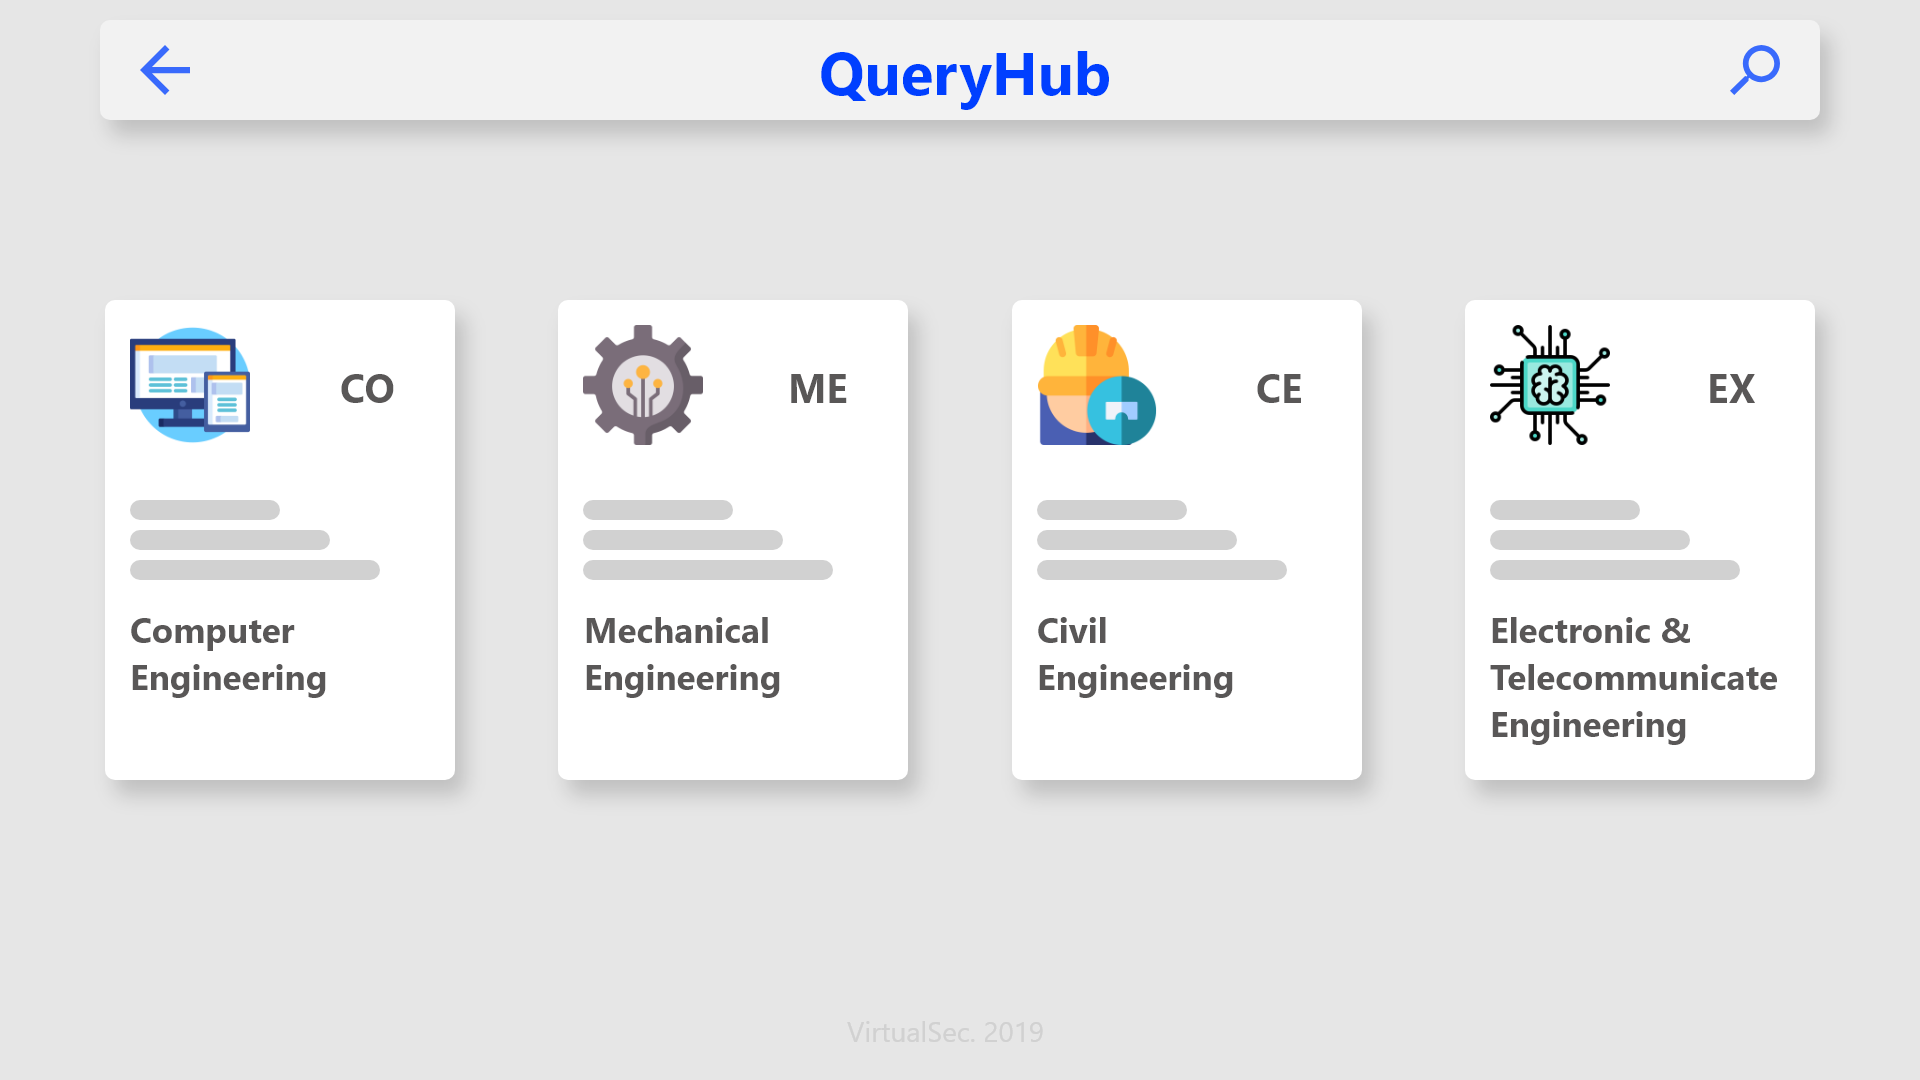 QueryHub
CO
Computer
Engineering
ME
Mechanical
Engineering
CE
Civil
Engineering
EX
Electronic &
Telecommunicate
Engineering
VirtualSec. 2019